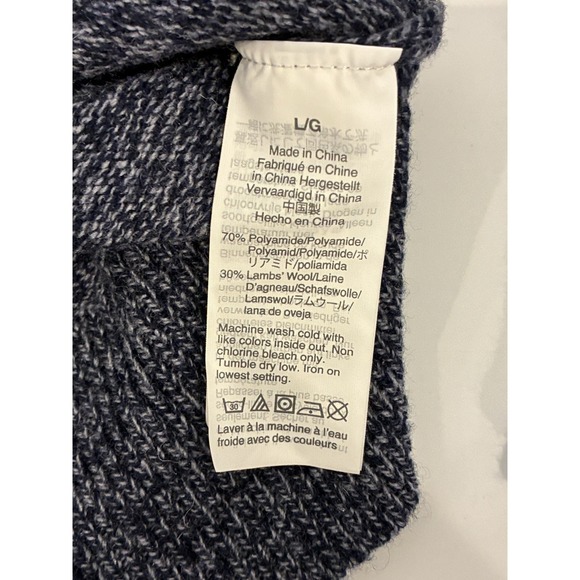 L/G
Made in China
Fabriqué en Chine
in China Hergestellt
Vervaardigd in China
中国製
Hecho en China
70% Polyamide/Polyamide/
Polyamid/Polyamide/ポ
リアミド/poliamida
30% Lambs' Wool/Laine
D'agneau/Schafswolle/
Lamswol/ラムウール/
lana de oveja
Machine wash cold with
like colors inside out. Non
chlorine bleach only.
Tumble dry low. Iron on
lowest setting.
30
Laver à la machine à l'eau
froide avec des couleurs